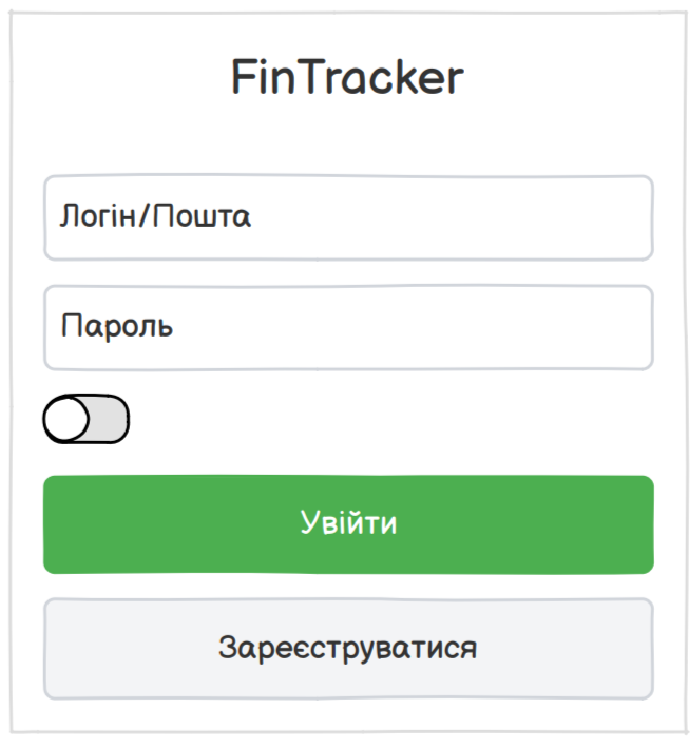 FinTracker
Логін/Пошта
Пароль
Увійти
Зареєструватися